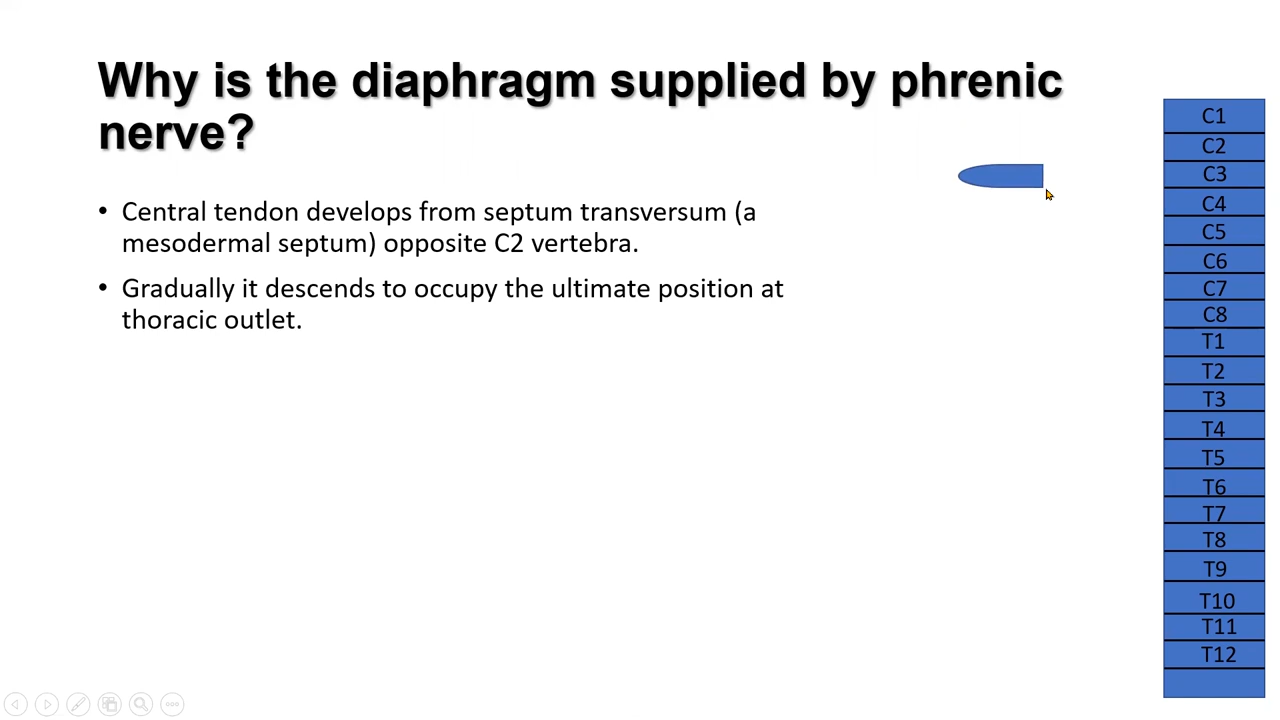 Why is the diaphragm supplied by phrenic
nerve?
• Central tendon develops from septum transversum (a
mesodermal septum) opposite C2 vertebra.
• Gradually it descends to occupy the ultimate position at
thoracic outlet.
C1
C2
C3
C4
C5
C6
C7
C8
T1
T2
T3
T4
T5
T6
T7
T8
T9
T10
T11
T12